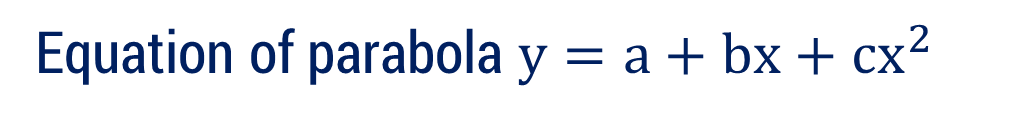 Equation of parabola y = a + bx + cx²